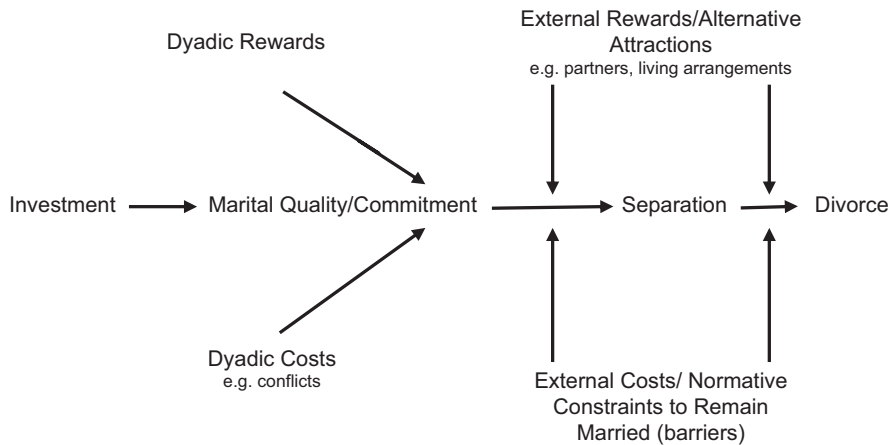 Dyadic Rewards
External Rewards/Alternative
Attractions
e.g. partners, living arrangements
Investment
Marital Quality/Commitment
Separation
Divorce
Dyadic Costs
e.g. conflicts
External Costs/ Normative
Constraints to Remain
Married (barriers)